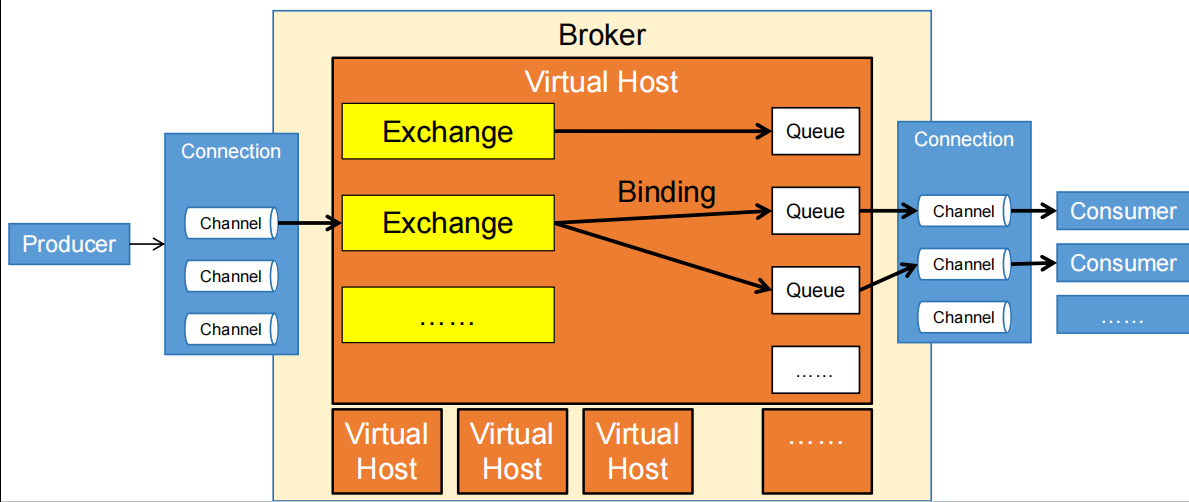 Broker
Virtual Host
Exchange
Queue
Connection
Connection
Binding
Exchange
Queue
Channel
Channel
Consumer
Producer
Channel
Queue
Channel
Consumer
……
Channel
Channel
……
……
Virtual
Host
Virtual
Host
Virtual
Host
……